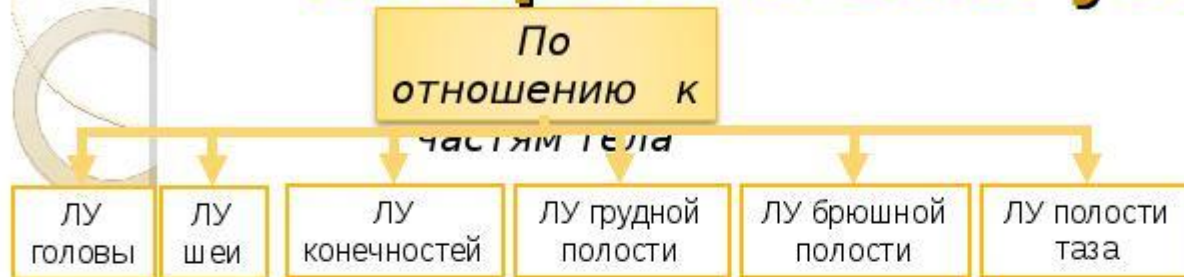 По
отношению к
частям тела
ЛУ
головы
ЛУ
шеи
ЛУ
конечностей
ЛУ грудной
полости
ЛУ брюшной
полости
ЛУ полости
таза